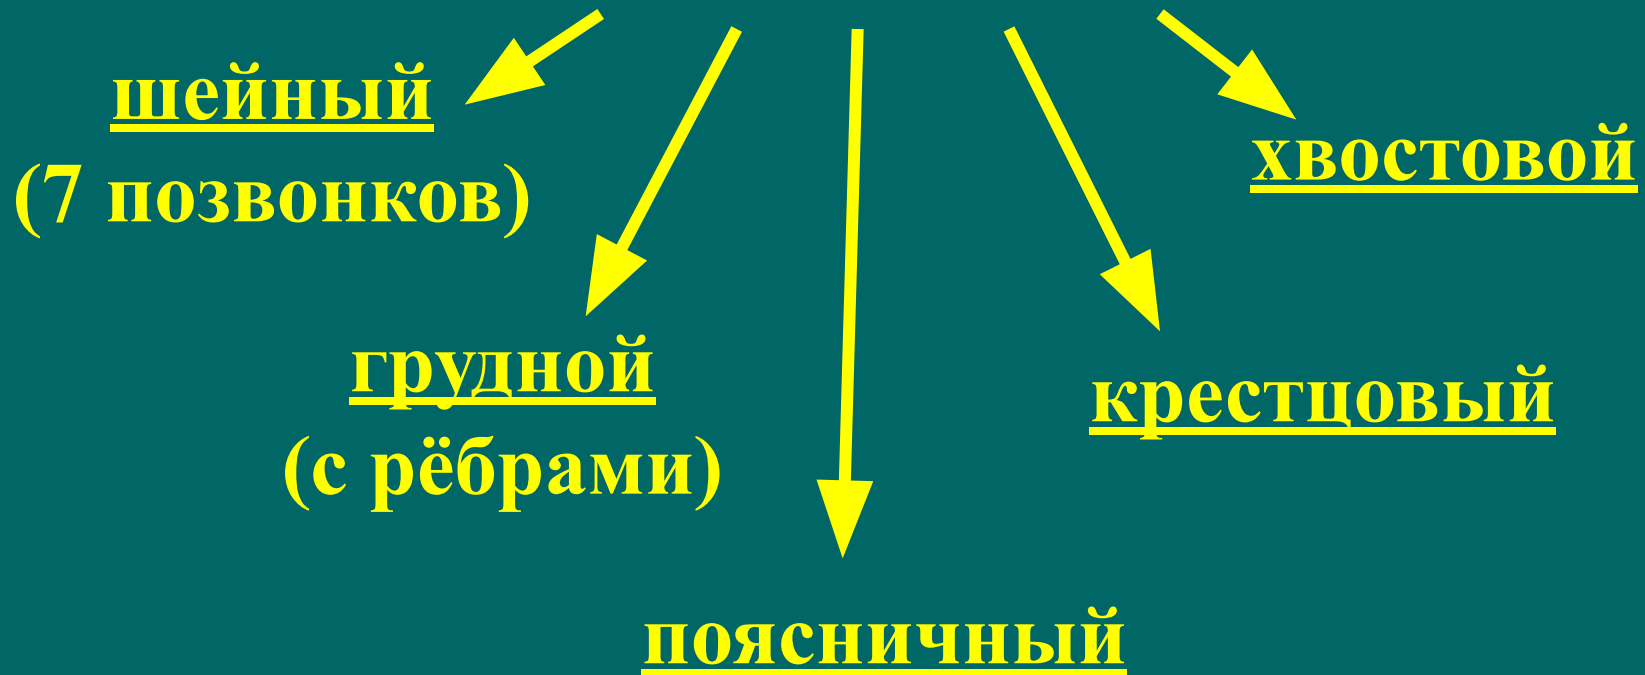 шейный
(7 позвонков)
хвостовой
грудной
(с рёбрами)
крестцовый
поясничный